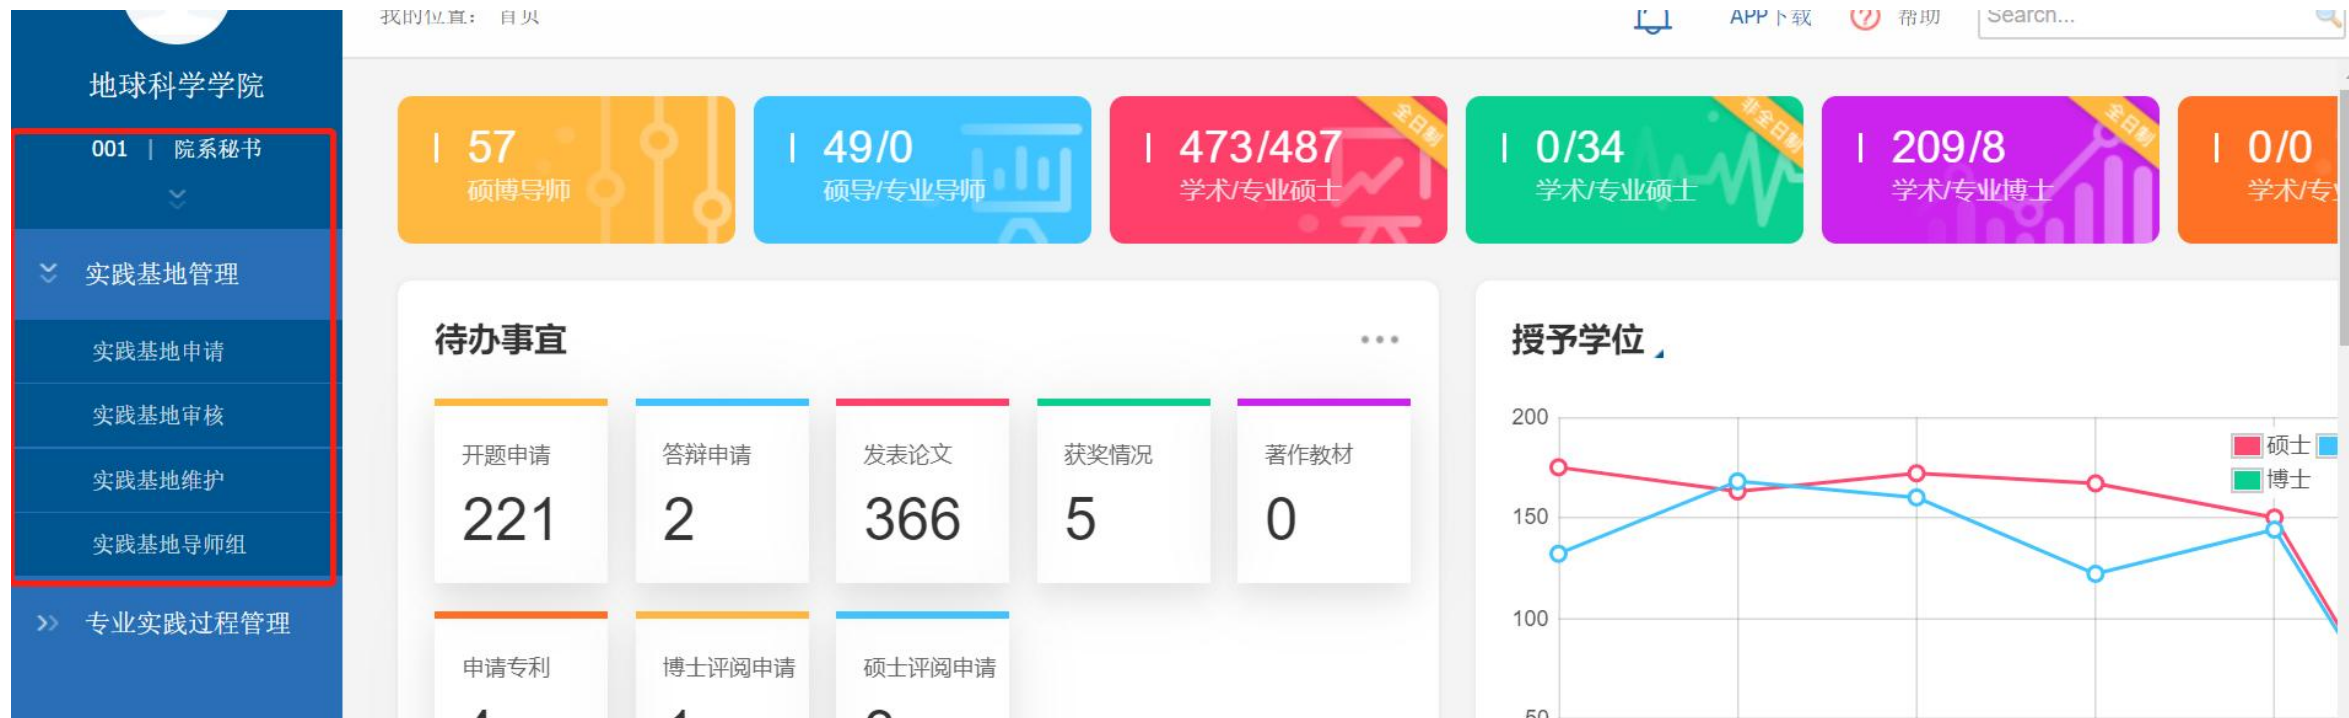 我的位置： 首页
APP下载
帮助
Search...
地球科学学院
001 | 院系秘书
实践基地管理
实践基地申请
实践基地审核
实践基地维护
实践基地导师组
专业实践过程管理
57
硕博导师
49/0
硕导/专业导师
473/487
学术/专业硕士
全日制
0/34
学术/专业硕士
非全日制
209/8
学术/专业博士
全日制
0/0
学术/专
待办事宜
开题申请
221
答辩申请
2
发表论文
366
获奖情况
5
著作教材
0
申请专利
博士评阅申请
硕士评阅申请
授予学位
200
150
100
50
硕士
博士